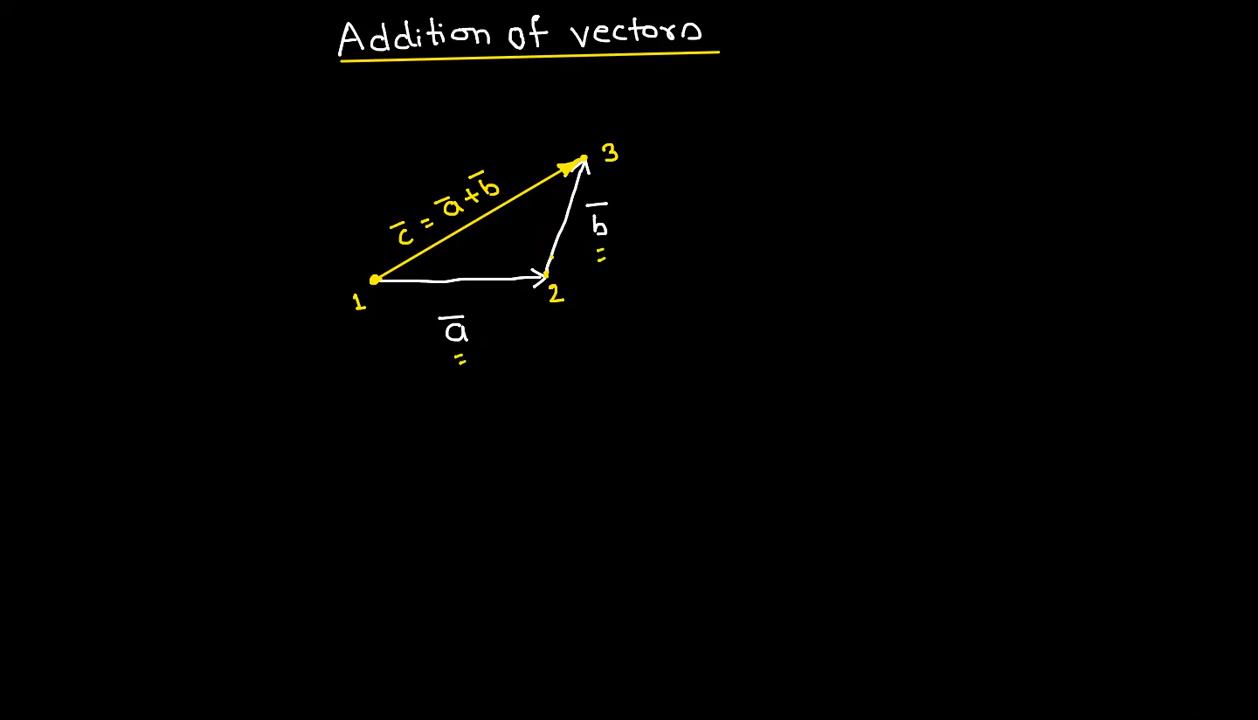 Addition of vectors
3
c̅ = a̅ + b̅
b̅
=
1
2
a̅
=